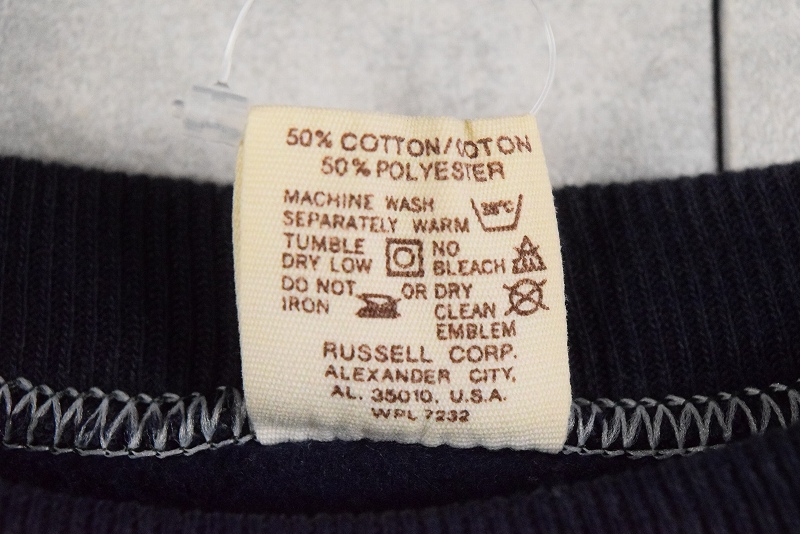 50% COTTON/COTON
50% POLYESTER
MACHINE WASH
SEPARATELY WARM
TUMBLE
DRY LOW
NO
BLEACH
DO NOT
IRON
OR DRY
CLEAN
EMBLEM
RUSSELL CORP.
ALEXANDER CITY,
AL. 35010, U.S.A.
WPL 7232